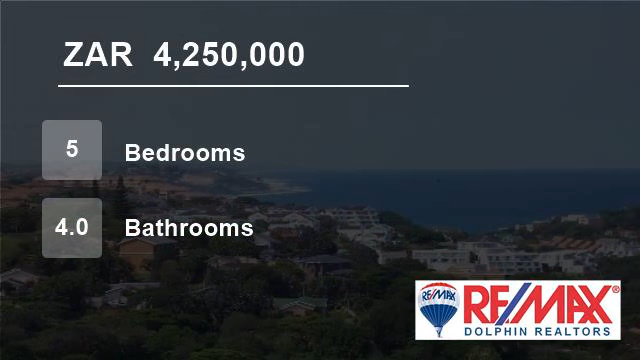 ZAR 4,250,000
5
Bedrooms
4.0
Bathrooms
RE/MAX
RE/MAX®
DOLPHIN REALTORS